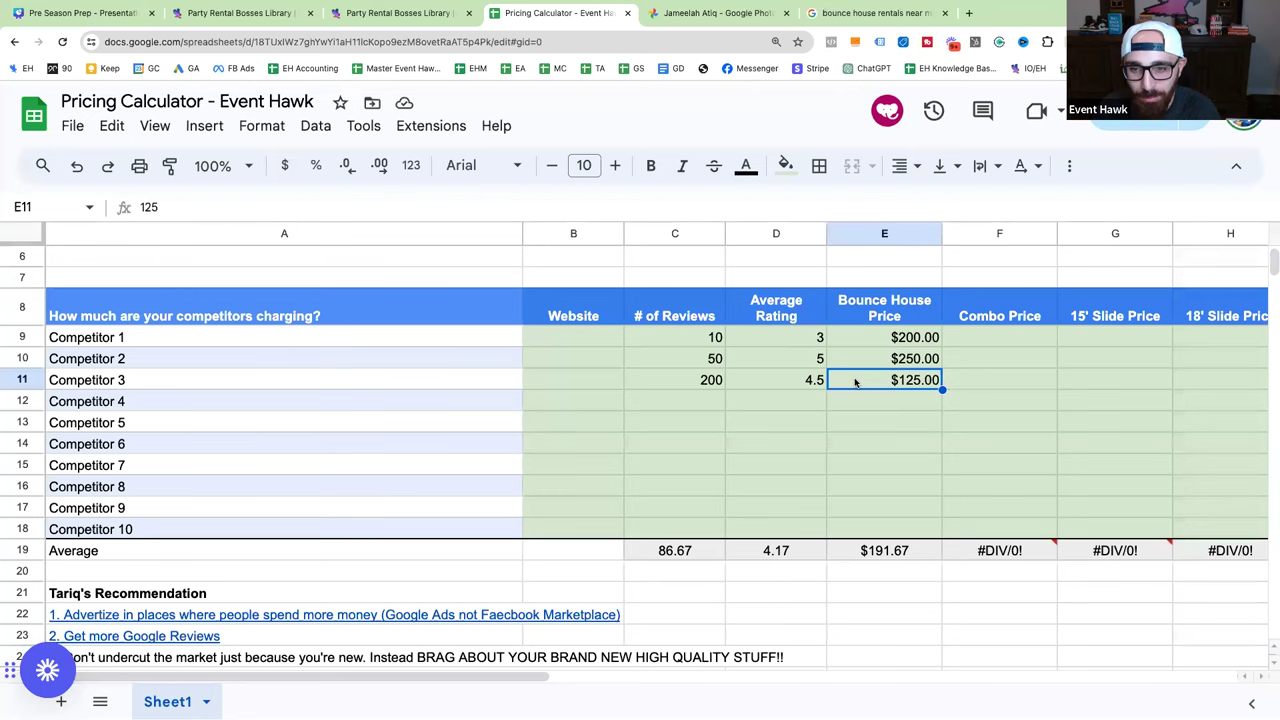 Pre Season Prep - Presentati
Party Rental Bosses Library |
Party Rental Bosses Library |
Pricing Calculator - Event Haw
Jameelah Atiq - Google Phot
bounce house rentals near m
docs.google.com/spreadsheets/d/18TUxIWz7ghYwYi1aH11lcKopo9ezM8ovetRaAT5p4Pk/edit#gid=0
EH
90
Keep
GC
GA
FB Ads
EH Accounting
Master Event Haw...
EHM
EA
MC
TA
GS
GD
Messenger
Stripe
ChatGPT
EH Knowledge Bas...
IO/EH
Event Hawk
Pricing Calculator - Event Hawk
File Edit View Insert Format Data Tools Extensions Help
100% $ % .0 .00 123 Arial 10 B I S A
E11 fx 125
A B C D E F G H
6
7
8 How much are your competitors charging? Website # of Reviews Average Rating Bounce House Price Combo Price 15' Slide Price 18' Slide Pric
9 Competitor 1 10 3 $200.00
10 Competitor 2 50 5 $250.00
11 Competitor 3 200 4.5 $125.00
12 Competitor 4
13 Competitor 5
14 Competitor 6
15 Competitor 7
16 Competitor 8
17 Competitor 9
18 Competitor 10
19 Average 86.67 4.17 $191.67 #DIV/0! #DIV/0! #DIV/0!
20
21 Tariq's Recommendation
22 1. Advertize in places where people spend more money (Google Ads not Faecbook Marketplace)
23 2. Get more Google Reviews
on't undercut the market just because you're new. Instead BRAG ABOUT YOUR BRAND NEW HIGH QUALITY STUFF!!
Sheet1